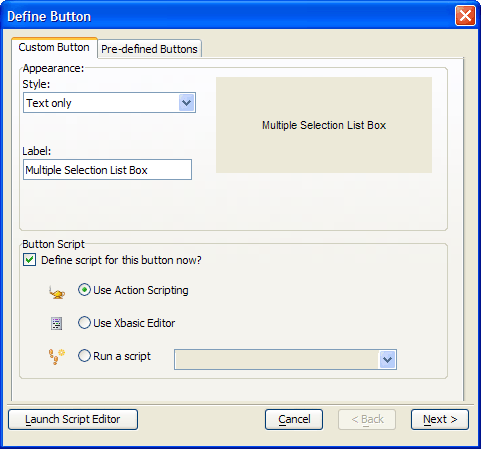 Define Button
Custom Button
Pre-defined Buttons
Appearance:
Style:
Text only
Multiple Selection List Box
Label:
Multiple Selection List Box
Button Script
Define script for this button now?
Use Action Scripting
Use Xbasic Editor
Run a script
Launch Script Editor
Cancel
< Back
Next >